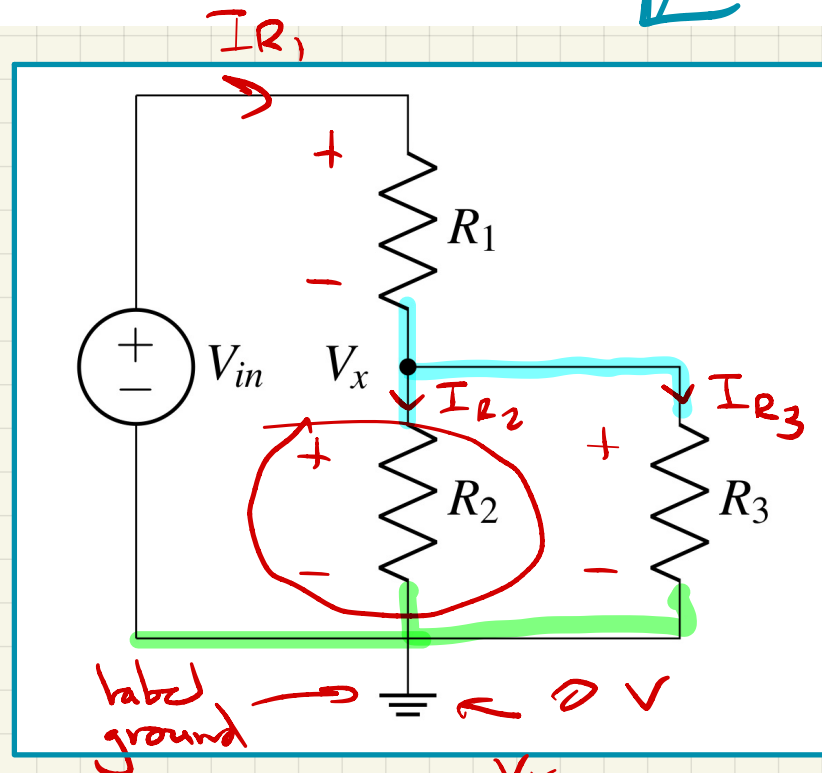 IR1
+
R1
−
+
−
Vin
Vx
IR2
IR3
+
+
R2
R3
−
−
label
ground
0 V